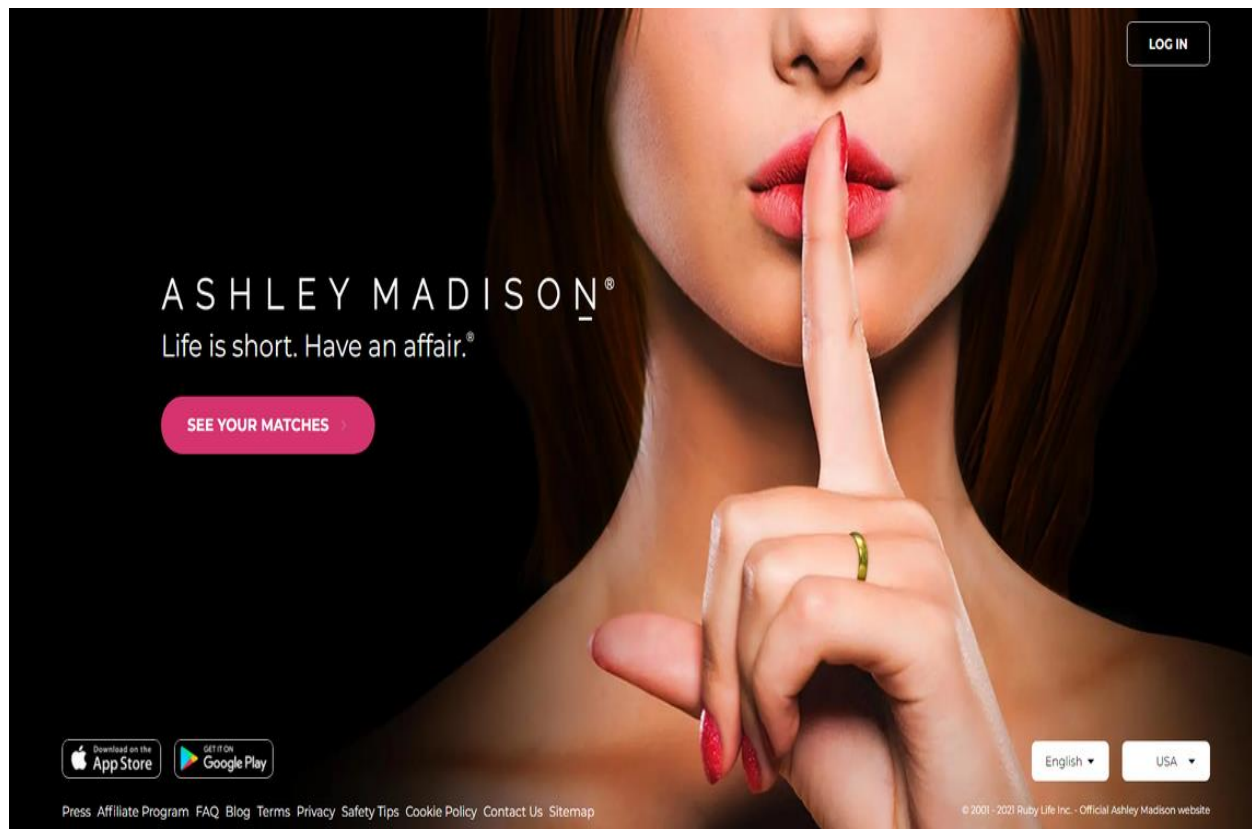 LOG IN
ASHLEY MADISON®
Life is short. Have an affair.®
SEE YOUR MATCHES
Download on the
App Store
GET IT ON
Google Play
English
USA
Press Affiliate Program FAQ Blog Terms Privacy Safety Tips Cookie Policy Contact Us Sitemap
© 2001 - 2021 Ruby Life Inc. - Official Ashley Madison website